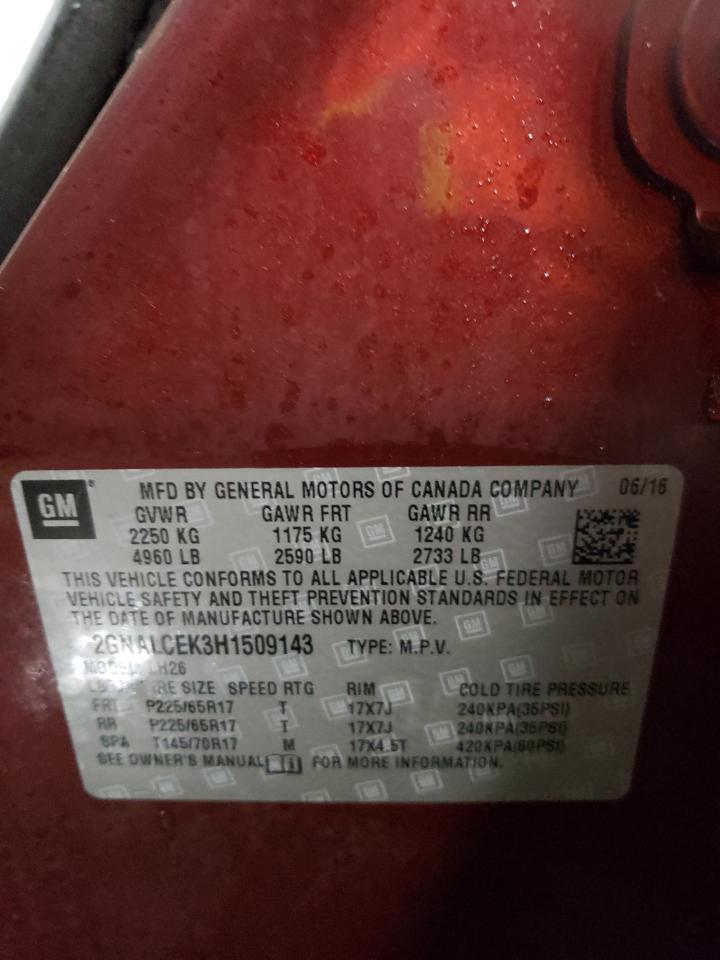 GM
MFD BY GENERAL MOTORS OF CANADA COMPANY 06/16
GVWR GAWR FRT GAWR RR
2250 KG 1175 KG 1240 KG
4960 LB 2590 LB 2733 LB
THIS VEHICLE CONFORMS TO ALL APPLICABLE U.S. FEDERAL MOTOR
VEHICLE SAFETY AND THEFT PREVENTION STANDARDS IN EFFECT ON
THE DATE OF MANUFACTURE SHOWN ABOVE.
2GNALCEK3H1509143 TYPE: M.P.V.
SIZE SPEED RTG RIM COLD TIRE PRESSURE
FRT P225/65R17 T 17X7J 240KPA(35PSI)
RR P225/65R17 T 17X7J 240KPA(35PSI)
SPA T145/70R17 M 17X4.5T 420KPA(60PSI)
SEE OWNER'S MANUAL FOR MORE INFORMATION.